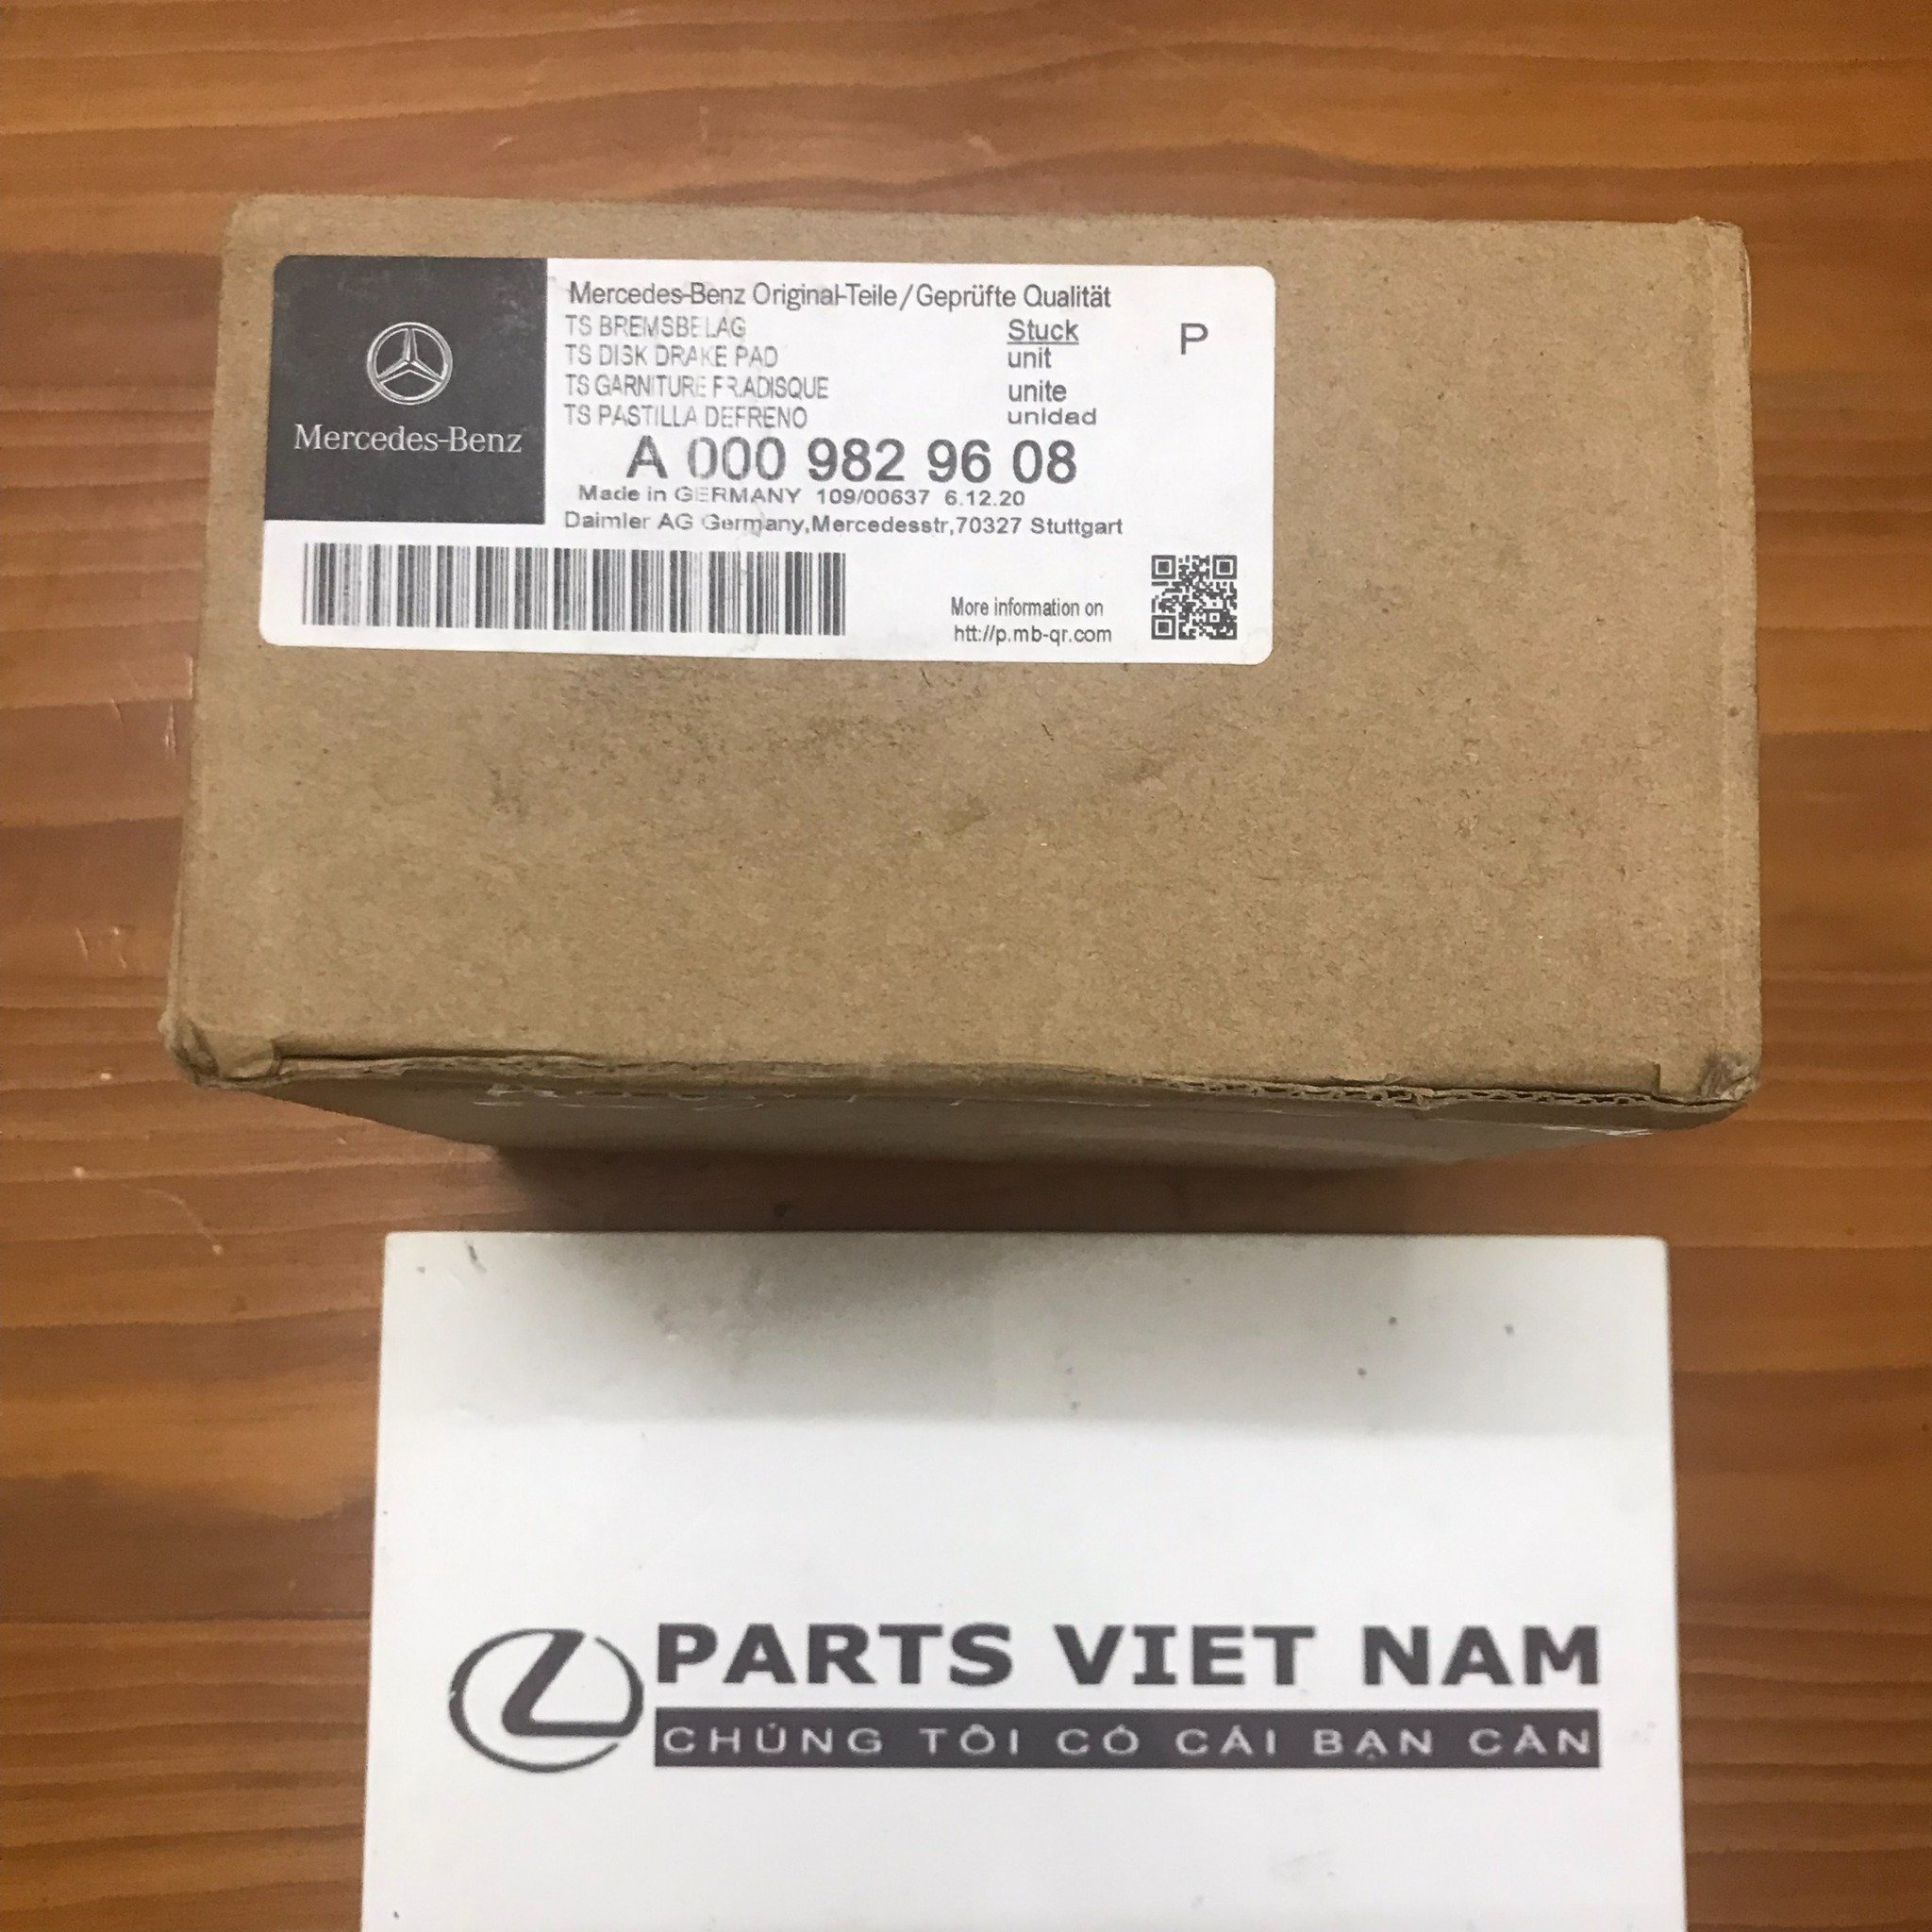 Mercedes-Benz
Mercedes-Benz Original-Teile/Geprüfte Qualität
TS BREMSBELAG Stuck P
TS DISK DRAKE PAD unit
TS GARNITURE FR.ADISQUE unite
TS PASTILLA DEFRENO unidad
A 000 982 96 08
Made in GERMANY 109/00637 6.12.20
Daimler AG Germany,Mercedesstr,70327 Stuttgart
More information on
htt://p.mb-qr.com
PARTS VIET NAM
CHÚNG TÔI CÓ CÁI BẠN CẦN